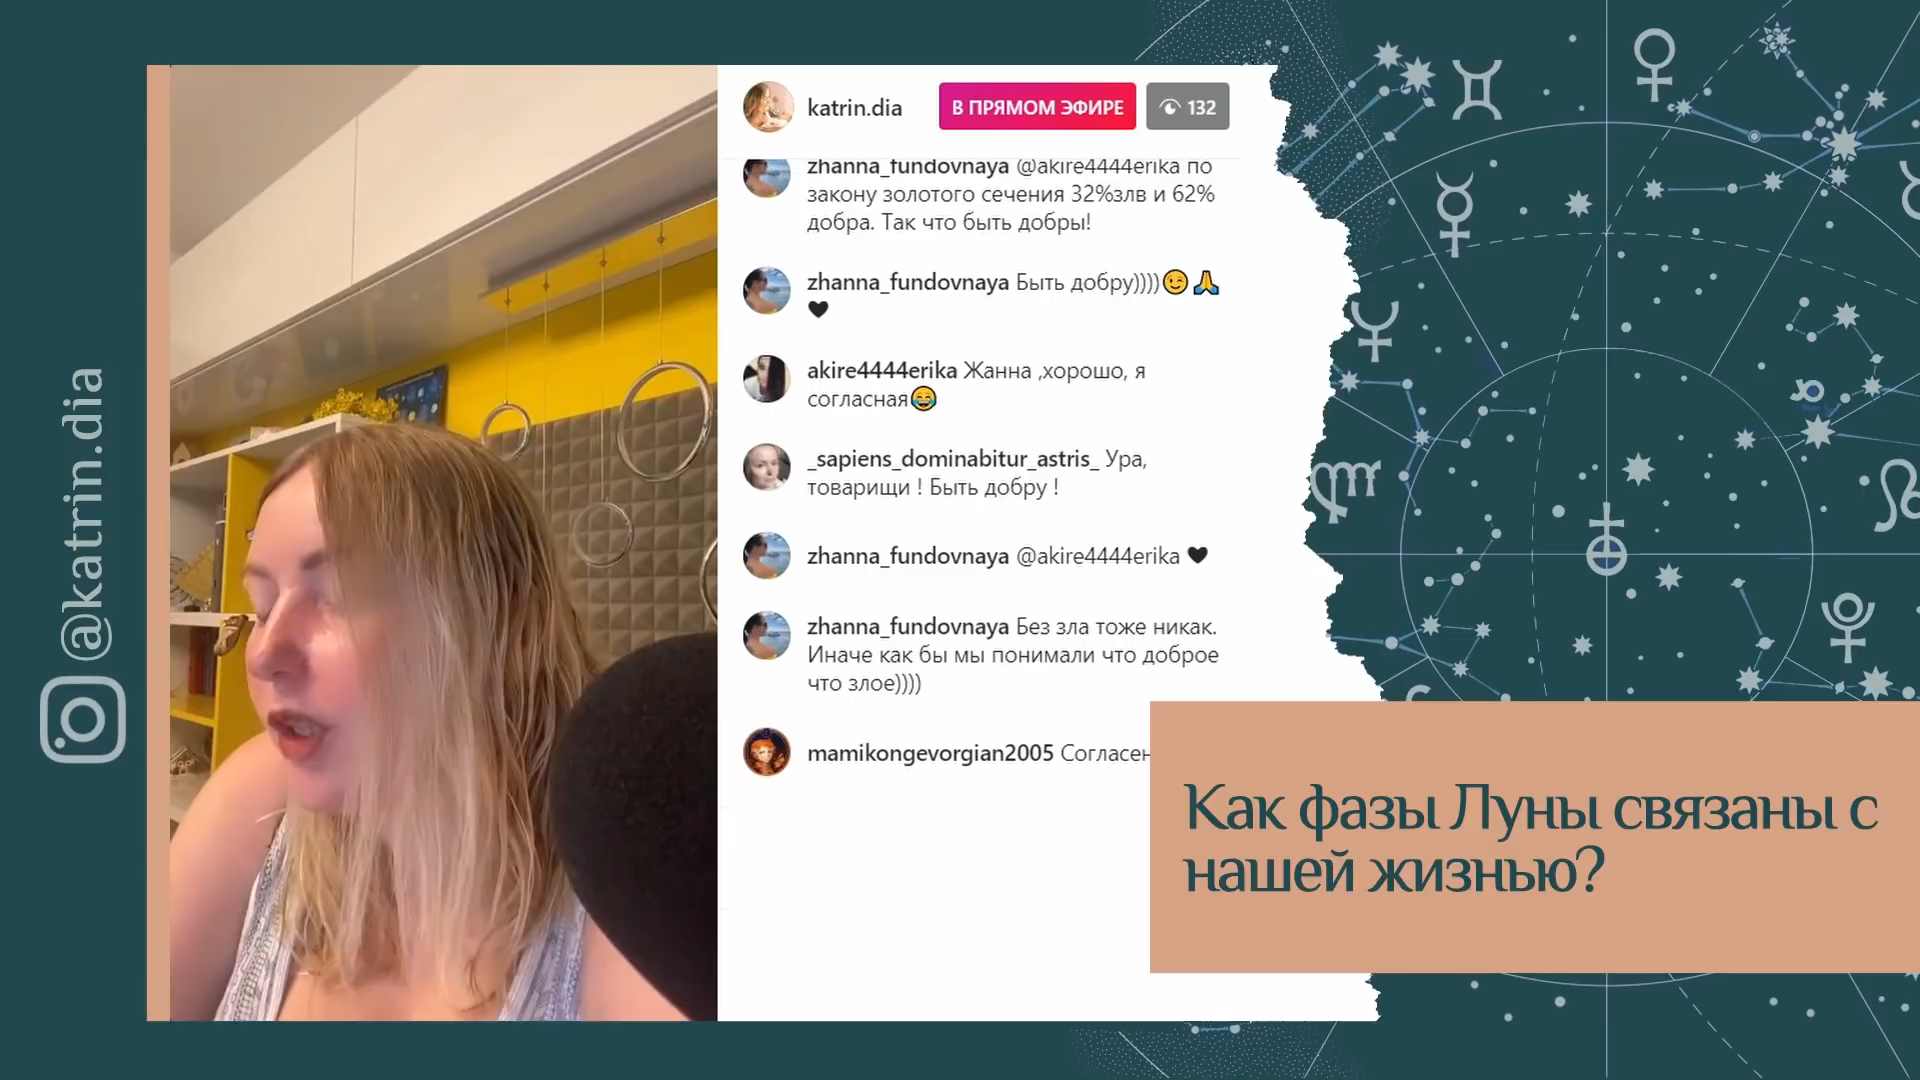 @katrin.dia
katrin.dia
В ПРЯМОМ ЭФИРЕ
132
zhanna_fundovnaya @akire4444erika по
закону золотого сечения 32%злв и 62%
добра. Так что быть добры!
zhanna_fundovnaya Быть добру))))😉🙏
🖤
akire4444erika Жанна ,хорошо, я
согласная😂
_sapiens_dominabitur_astris_ Ура,
товарищи ! Быть добру !
zhanna_fundovnaya @akire4444erika 🖤
zhanna_fundovnaya Без зла тоже никак.
Иначе как бы мы понимали что доброе
что злое))))
mamikongevorgian2005 Согласен
Как фазы Луны связаны с
нашей жизнью?